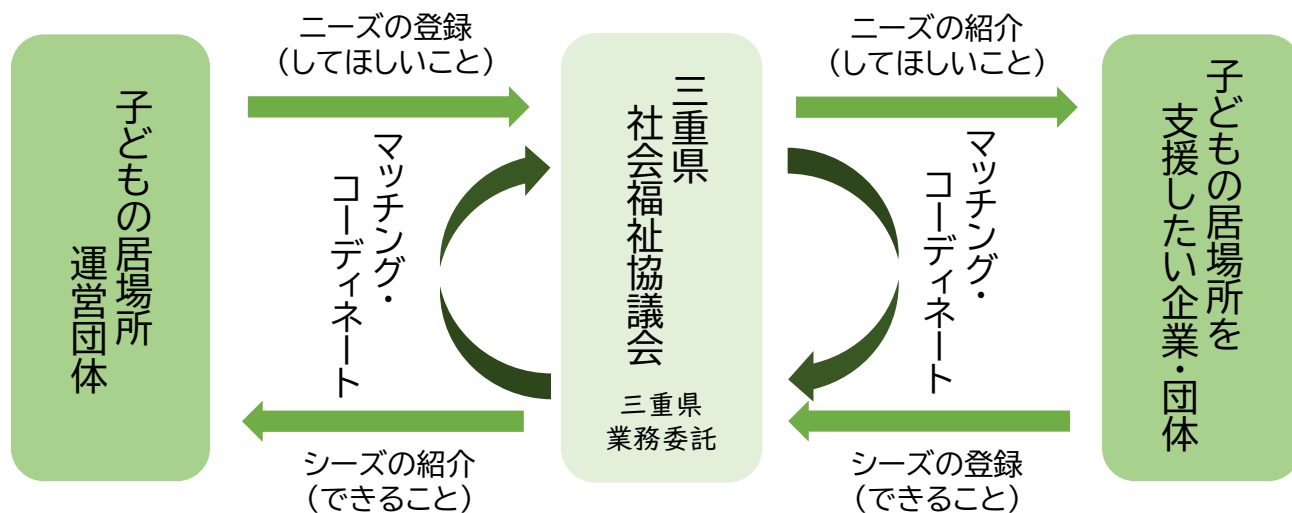 子どもの居場所
運営団体
ニーズの登録
（してほしいこと）
マッチング・
コーディネート
シーズの紹介
（できること）
三重県
社会福祉協議会
三重県
業務委託
ニーズの紹介
（してほしいこと）
マッチング・
コーディネート
シーズの登録
（できること）
子どもの居場所を
支援したい企業・団体